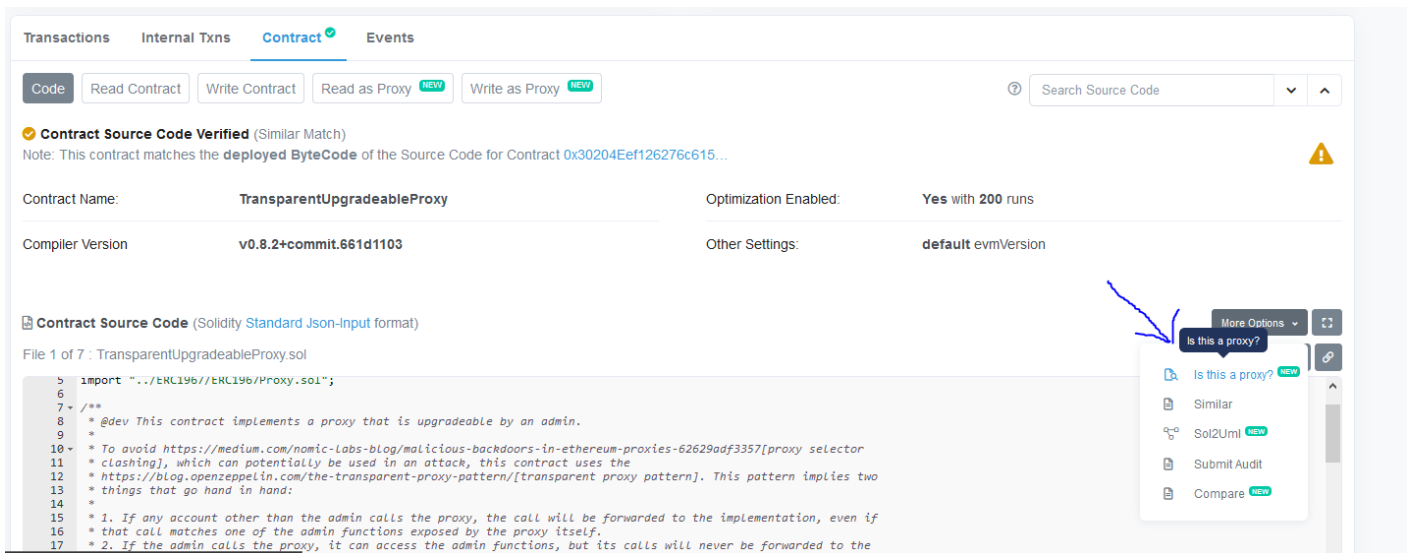 Transactions Internal Txns Contract Events
Code Read Contract Write Contract Read as Proxy NEW Write as Proxy NEW Search Source Code
Contract Source Code Verified (Similar Match)
Note: This contract matches the deployed ByteCode of the Source Code for Contract 0x30204Eef126276c615...
Contract Name: TransparentUpgradeableProxy Optimization Enabled: Yes with 200 runs
Compiler Version v0.8.2+commit.661d1103 Other Settings: default evmVersion
Contract Source Code (Solidity Standard Json-Input format) More Options
Is this a proxy?
File 1 of 7 : TransparentUpgradeableProxy.sol
Is this a proxy? NEW
Similar
Sol2Uml NEW
Submit Audit
Compare NEW
5 import "../ERC1967/ERC1967Proxy.sol";
6
7 /**
8 * @dev This contract implements a proxy that is upgradeable by an admin.
9 *
10 * To avoid https://medium.com/nomic-labs-blog/malicious-backdoors-in-ethereum-proxies-62629adf3357[proxy selector
11 * clashing], which can potentially be used in an attack, this contract uses the
12 * https://blog.openzeppelin.com/the-transparent-proxy-pattern/[transparent proxy pattern]. This pattern implies two
13 * things that go hand in hand:
14 *
15 * 1. If any account other than the admin calls the proxy, the call will be forwarded to the implementation, even if
16 * that call matches one of the admin functions exposed by the proxy itself.
17 * 2. If the admin calls the proxy, it can access the admin functions, but its calls will never be forwarded to the